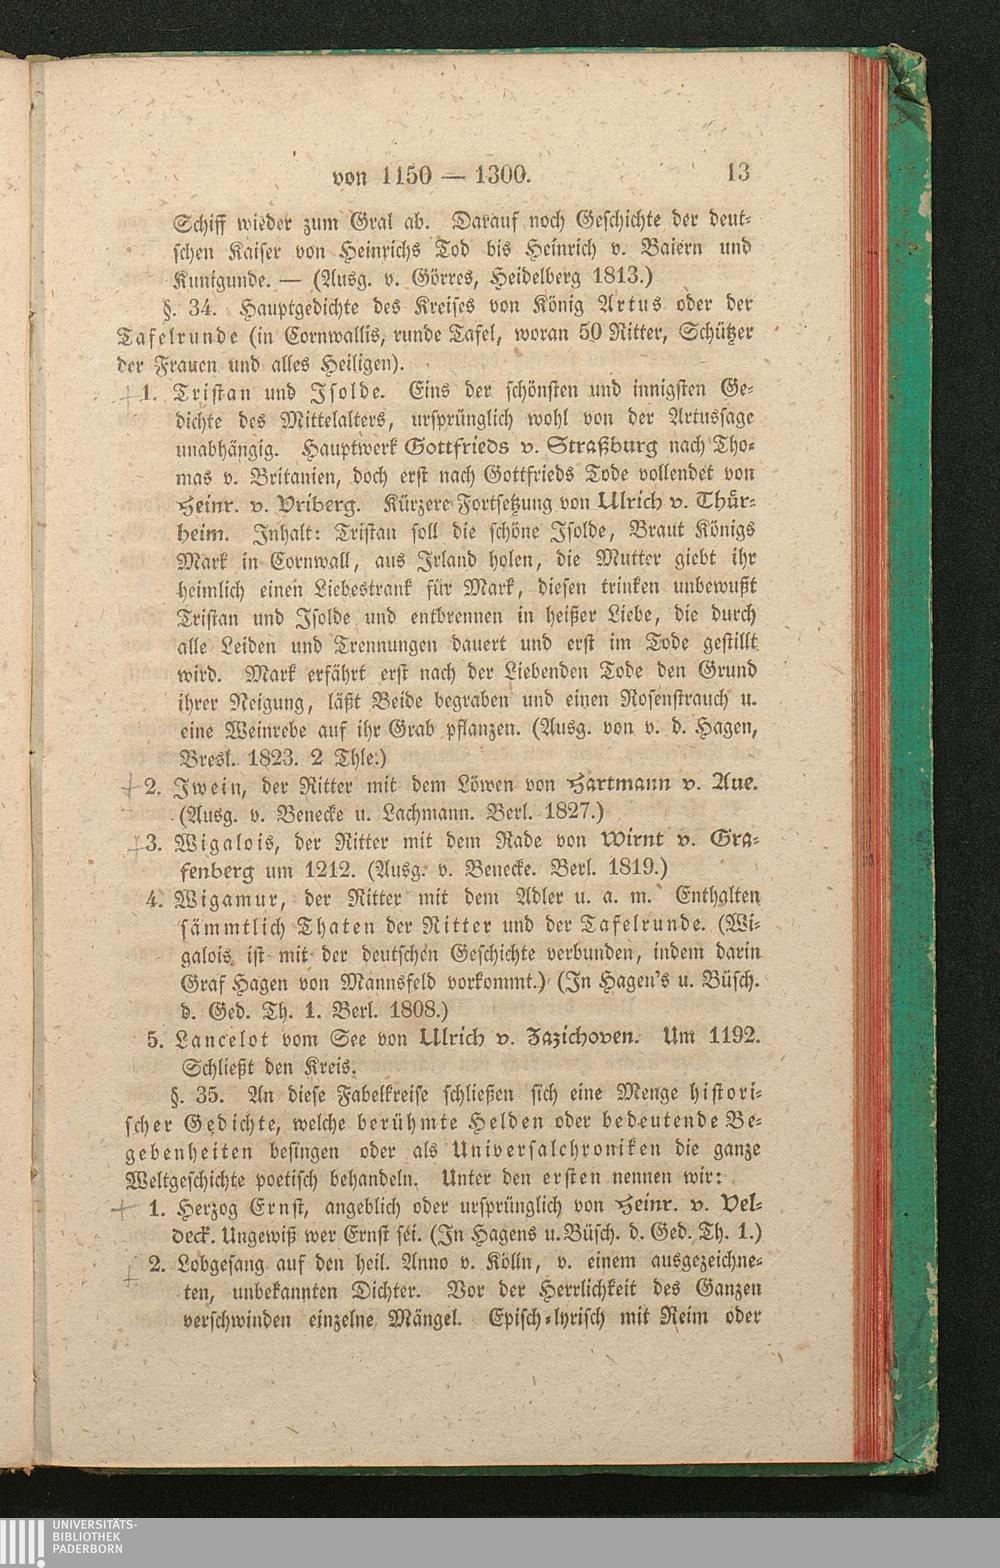 von 1150 — 1300. 13
Schiff wieder zum Gral ab. Darauf noch Geschichte der deut-
schen Kaiser von Heinrichs Tod bis Heinrich v. Baiern und
Kunigunde. — (Ausg. v. Görres, Heidelberg 1813.)
§. 34. Hauptgedichte des Kreises von König Artus oder der
Tafelrunde (in Cornwallis, runde Tafel, woran 50 Ritter, Schützer
der Frauen und alles Heiligen).
1. Tristan und Isolde. Eins der schönsten und innigsten Ge-
dichte des Mittelalters, ursprünglich wohl von der Artussage
unabhängig. Hauptwerk Gottfrieds v. Straßburg nach Tho-
mas v. Britanien, doch erst nach Gottfrieds Tode vollendet von
Heinr. v. Vriberg. Kürzere Fortsetzung von Ulrich v. Thür-
heim. Inhalt: Tristan soll die schöne Isolde, Braut Königs
Mark in Cornwall, aus Irland holen, die Mutter giebt ihr
heimlich einen Liebestrank für Mark, diesen trinken unbewußt
Tristan und Isolde und entbrennen in heißer Liebe, die durch
alle Leiden und Trennungen dauert und erst im Tode gestillt
wird. Mark erfährt erst nach der Liebenden Tode den Grund
ihrer Neigung, läßt Beide begraben und einen Rosenstrauch u.
eine Weinrebe auf ihr Grab pflanzen. (Ausg. von v. d. Hagen,
Bresl. 1823. 2 Thle.)
2. Iwein, der Ritter mit dem Löwen von Hartmann v. Aue.
(Ausg. v. Benecke u. Lachmann. Berl. 1827.)
3. Wigalois, der Ritter mit dem Rade von Wirnt v. Gra-
fenberg um 1212. (Ausg. v. Benecke. Berl. 1819.)
4. Wigamur, der Ritter mit dem Adler u. a. m. Enthalten
sämmtlich Thaten der Ritter und der Tafelrunde. (Wi-
galois ist mit der deutschen Geschichte verbunden, indem darin
Graf Hagen von Mannsfeld vorkommt.) (In Hagen's u. Büsch.
d. Ged. Th. 1. Berl. 1808.)
5. Lancelot vom See von Ulrich v. Zazichoven. Um 1192.
Schließt den Kreis.
§. 35. An diese Fabelkreise schließen sich eine Menge histori-
scher Gedichte, welche berühmte Helden oder bedeutende Be-
gebenheiten besingen oder als Universalchroniken die ganze
Weltgeschichte poetisch behandeln. Unter den ersten nennen wir:
1. Herzog Ernst, angeblich oder ursprünglich von Heinr. v. Vel-
deck. Ungewiß wer Ernst sei. (In Hagens u. Büsch. d. Ged. Th. 1.)
2. Lobgesang auf den heil. Anno v. Kölln, v. einem ausgezeichne-
ten, unbekannten Dichter. Vor der Herrlichkeit des Ganzen
verschwinden einzelne Mängel. Episch-lyrisch mit Reim oder
UNIVERSITÄTS-
BIBLIOTHEK
PADERBORN